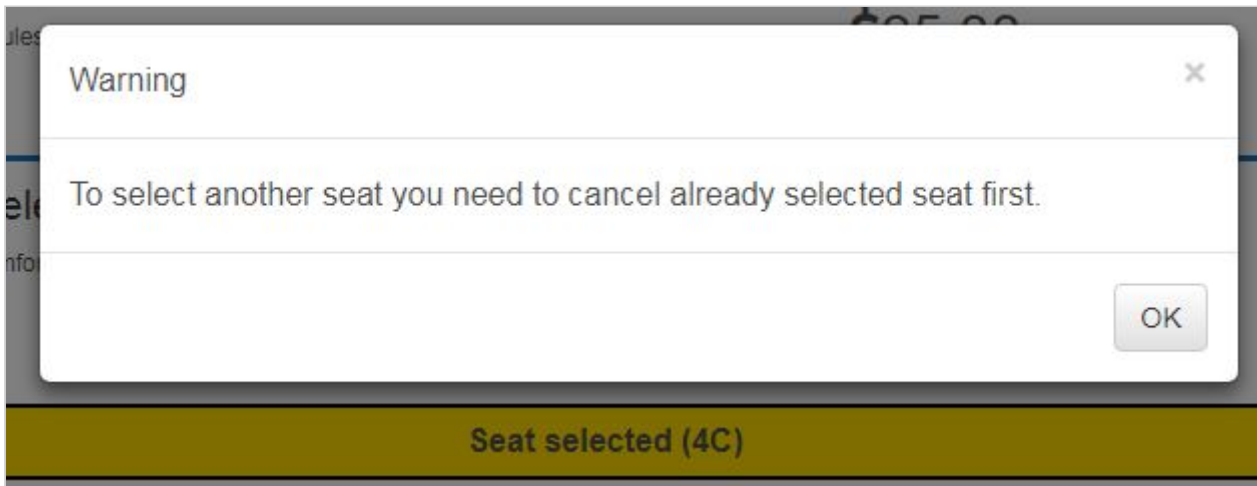 Warning
×
To select another seat you need to cancel already selected seat first.
OK
Seat selected (4C)